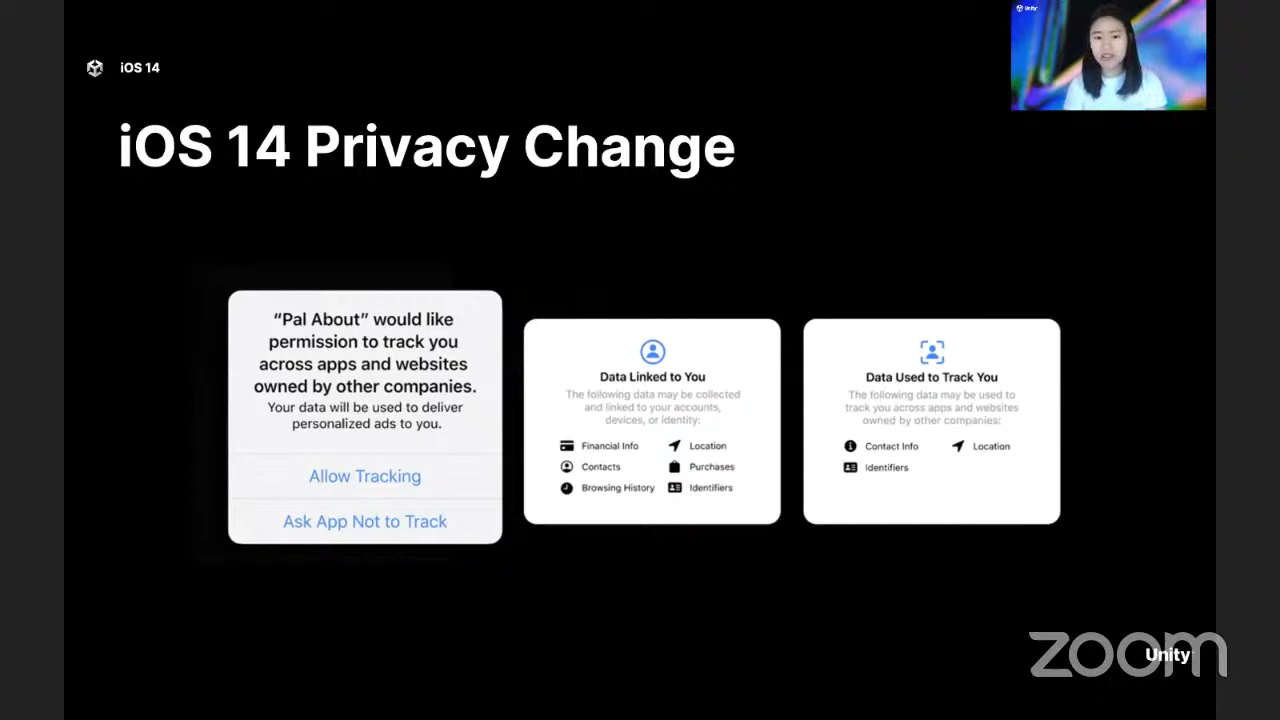 Unity
iOS 14
iOS 14 Privacy Change
“Pal About” would like
permission to track you
across apps and websites
owned by other companies.
Your data will be used to deliver
personalized ads to you.
Allow Tracking
Ask App Not to Track
Data Linked to You
The following data may be collected
and linked to your accounts,
devices, or identity:
Financial Info
Location
Contacts
Purchases
Browsing History
Identifiers
Data Used to Track You
The following data may be used to
track you across apps and websites
owned by other companies:
Contact Info
Location
Identifiers
zoom
Unity